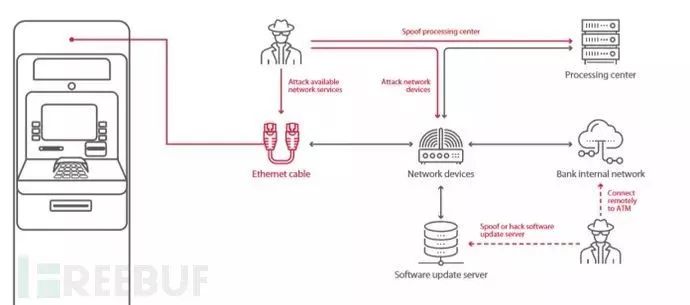 Spoof processing center
Attack available
network services
Attack network
devices
Processing center
Ethernet cable
Network devices
Bank internal network
Connect
remotely
to ATM
Spoof or hack software
update server
Software update server
FREEBUF